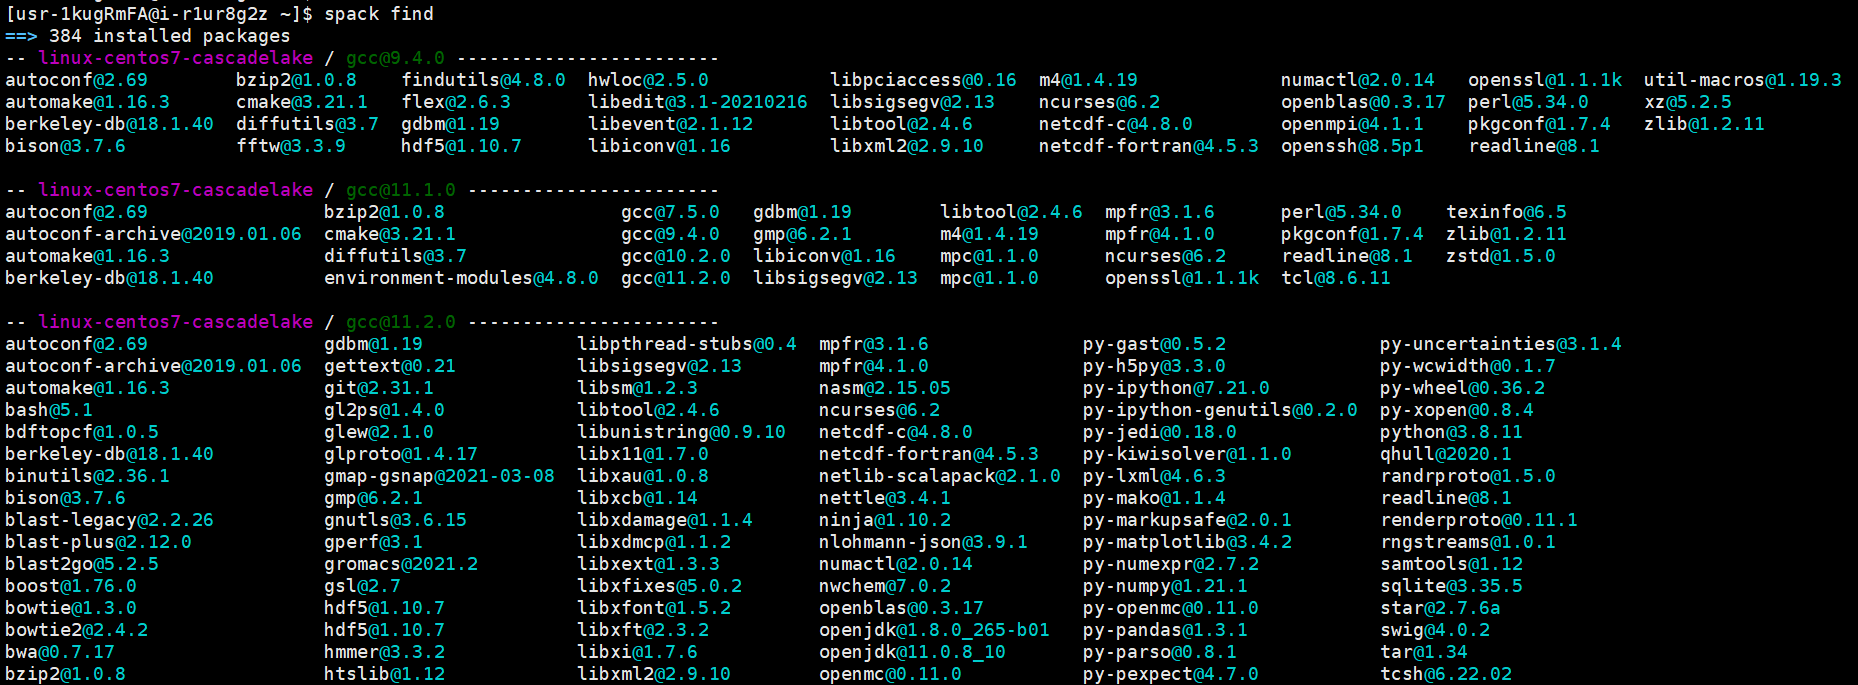 [usr-1kugRmFA@i-r1ur8g2z ~]$ spack find
==> 384 installed packages
-- linux-centos7-cascadelake / gcc@9.4.0 ------------------------
autoconf@2.69 bzip2@1.0.8 findutils@4.8.0 hwloc@2.5.0 libpciaccess@0.16 m4@1.4.19 numactl@2.0.14 openssl@1.1.1k util-macros@1.19.3
automake@1.16.3 cmake@3.21.1 flex@2.6.3 libedit@3.1-20210216 libsigsegv@2.13 ncurses@6.2 openblas@0.3.17 perl@5.34.0 xz@5.2.5
berkeley-db@18.1.40 diffutils@3.7 gdbm@1.19 libevent@2.1.12 libtool@2.4.6 netcdf-c@4.8.0 openmpi@4.1.1 pkgconf@1.7.4 zlib@1.2.11
bison@3.7.6 fftw@3.3.9 hdf5@1.10.7 libiconv@1.16 libxml2@2.9.10 netcdf-fortran@4.5.3 openssh@8.5p1 readline@8.1
-- linux-centos7-cascadelake / gcc@11.1.0 -----------------------
autoconf@2.69 bzip2@1.0.8 gcc@7.5.0 gdbm@1.19 libtool@2.4.6 mpfr@3.1.6 perl@5.34.0 texinfo@6.5
autoconf-archive@2019.01.06 cmake@3.21.1 gcc@9.4.0 gmp@6.2.1 m4@1.4.19 mpfr@4.1.0 pkgconf@1.7.4 zlib@1.2.11
automake@1.16.3 diffutils@3.7 gcc@10.2.0 libiconv@1.16 mpc@1.1.0 ncurses@6.2 readline@8.1 zstd@1.5.0
berkeley-db@18.1.40 environment-modules@4.8.0 gcc@11.2.0 libsigsegv@2.13 mpc@1.1.0 openssl@1.1.1k tcl@8.6.11
-- linux-centos7-cascadelake / gcc@11.2.0 -----------------------
autoconf@2.69 gdbm@1.19 libpthread-stubs@0.4 mpfr@3.1.6 py-gast@0.5.2 py-uncertainties@3.1.4
autoconf-archive@2019.01.06 gettext@0.21 libsigsegv@2.13 mpfr@4.1.0 py-h5py@3.3.0 py-wcwidth@0.1.7
automake@1.16.3 git@2.31.1 libsm@1.2.3 nasm@2.15.05 py-ipython@7.21.0 py-wheel@0.36.2
bash@5.1 gl2ps@1.4.0 libtool@2.4.6 ncurses@6.2 py-ipython-genutils@0.2.0 py-xopen@0.8.4
bdftopcf@1.0.5 glew@2.1.0 libunistring@0.9.10 netcdf-c@4.8.0 py-jedi@0.18.0 python@3.8.11
berkeley-db@18.1.40 glproto@1.4.17 libx11@1.7.0 netcdf-fortran@4.5.3 py-kiwisolver@1.1.0 qhull@2020.1
binutils@2.36.1 gmap-gsnap@2021-03-08 libxau@1.0.8 netlib-scalapack@2.1.0 py-lxml@4.6.3 randrproto@1.5.0
bison@3.7.6 gmp@6.2.1 libxcb@1.14 nettle@3.4.1 py-mako@1.1.4 readline@8.1
blast-legacy@2.2.26 gnutls@3.6.15 libxdamage@1.1.4 ninja@1.10.2 py-markupsafe@2.0.1 renderproto@0.11.1
blast-plus@2.12.0 gperf@3.1 libxdmcp@1.1.2 nlohmann-json@3.9.1 py-matplotlib@3.4.2 rngstreams@1.0.1
blast2go@5.2.5 gromacs@2021.2 libxext@1.3.3 numactl@2.0.14 py-numexpr@2.7.2 samtools@1.12
boost@1.76.0 gsl@2.7 libxfixes@5.0.2 nwchem@7.0.2 py-numpy@1.21.1 sqlite@3.35.5
bowtie@1.3.0 hdf5@1.10.7 libxfont@1.5.2 openblas@0.3.17 py-openmc@0.11.0 star@2.7.6a
bowtie2@2.4.2 hdf5@1.10.7 libxft@2.3.2 openjdk@1.8.0_265-b01 py-pandas@1.3.1 swig@4.0.2
bwa@0.7.17 hmmer@3.3.2 libxi@1.7.6 openjdk@11.0.8_10 py-parso@0.8.1 tar@1.34
bzip2@1.0.8 htslib@1.12 libxml2@2.9.10 openmc@0.11.0 py-pexpect@4.7.0 tcsh@6.22.02